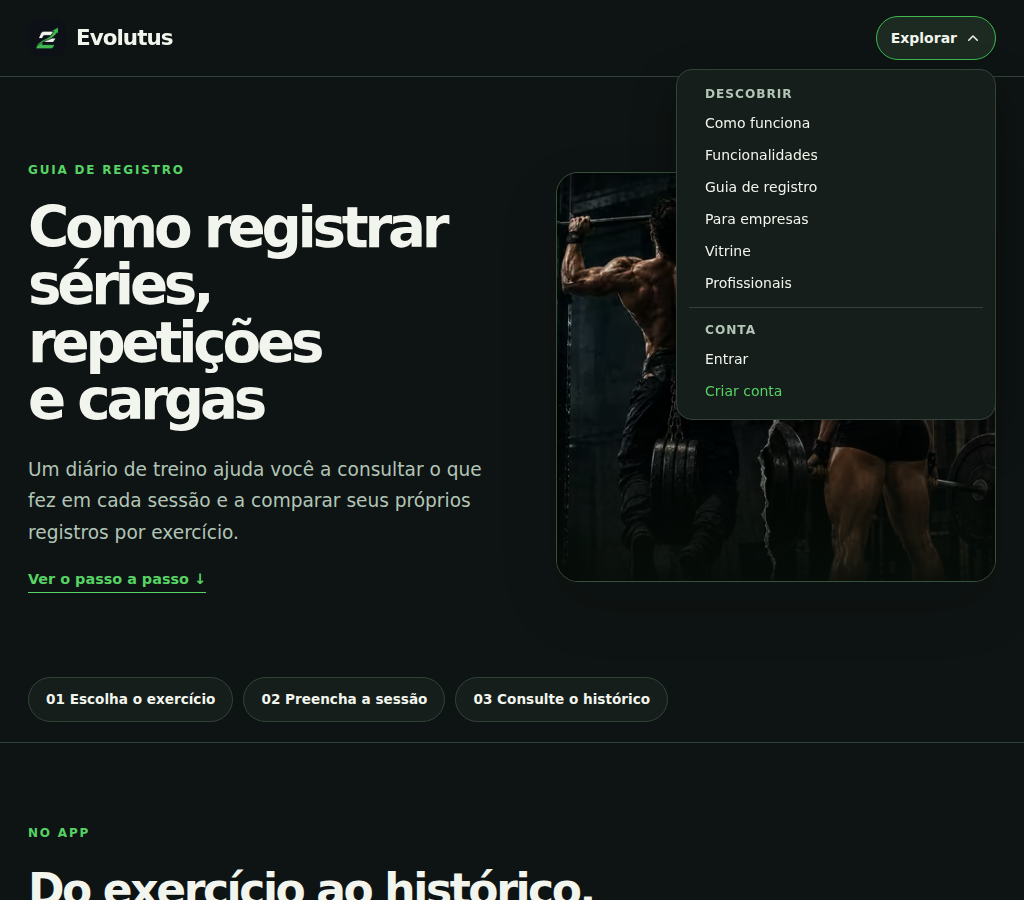 Evolutus
Explorar
DESCOBRIR
Como funciona
Funcionalidades
Guia de registro
Para empresas
Vitrine
Profissionais
CONTA
Entrar
Criar conta
GUIA DE REGISTRO
Como registrar
séries,
repetições
e cargas
Um diário de treino ajuda você a consultar o que
fez em cada sessão e a comparar seus próprios
registros por exercício.
Ver o passo a passo ↓
01 Escolha o exercício
02 Preencha a sessão
03 Consulte o histórico
NO APP
Do exercício ao histórico.